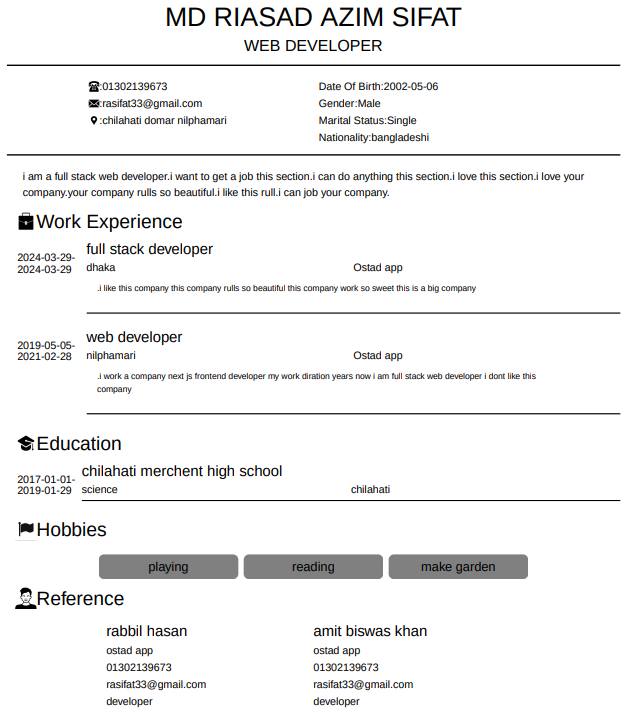 MD RIASAD AZIM SIFAT
WEB DEVELOPER
:01302139673
Date Of Birth:2002-05-06
:rasifat33@gmail.com
Gender:Male
:chilahati domar nilphamari
Marital Status:Single
Nationality:bangladeshi
i am a full stack web developer.i want to get a job this section.i can do anything this section.i love this section.i love your
company.your company rulls so beautiful.i like this rull.i can job your company.
Work Experience
full stack developer
2024-03-29-
2024-03-29
dhaka
Ostad app
.i like this company this company rulls so beautiful this company work so sweet this is a big company
web developer
2019-05-05-
2021-02-28
nilphamari
Ostad app
.i work a company next js frontend developer my work diration years now i am full stack web developer i dont like this
company
Education
chilahati merchent high school
2017-01-01-
2019-01-29
science
chilahati
Hobbies
playing
reading
make garden
Reference
rabbil hasan
ostad app
01302139673
rasifat33@gmail.com
developer
amit biswas khan
ostad app
01302139673
rasifat33@gmail.com
developer